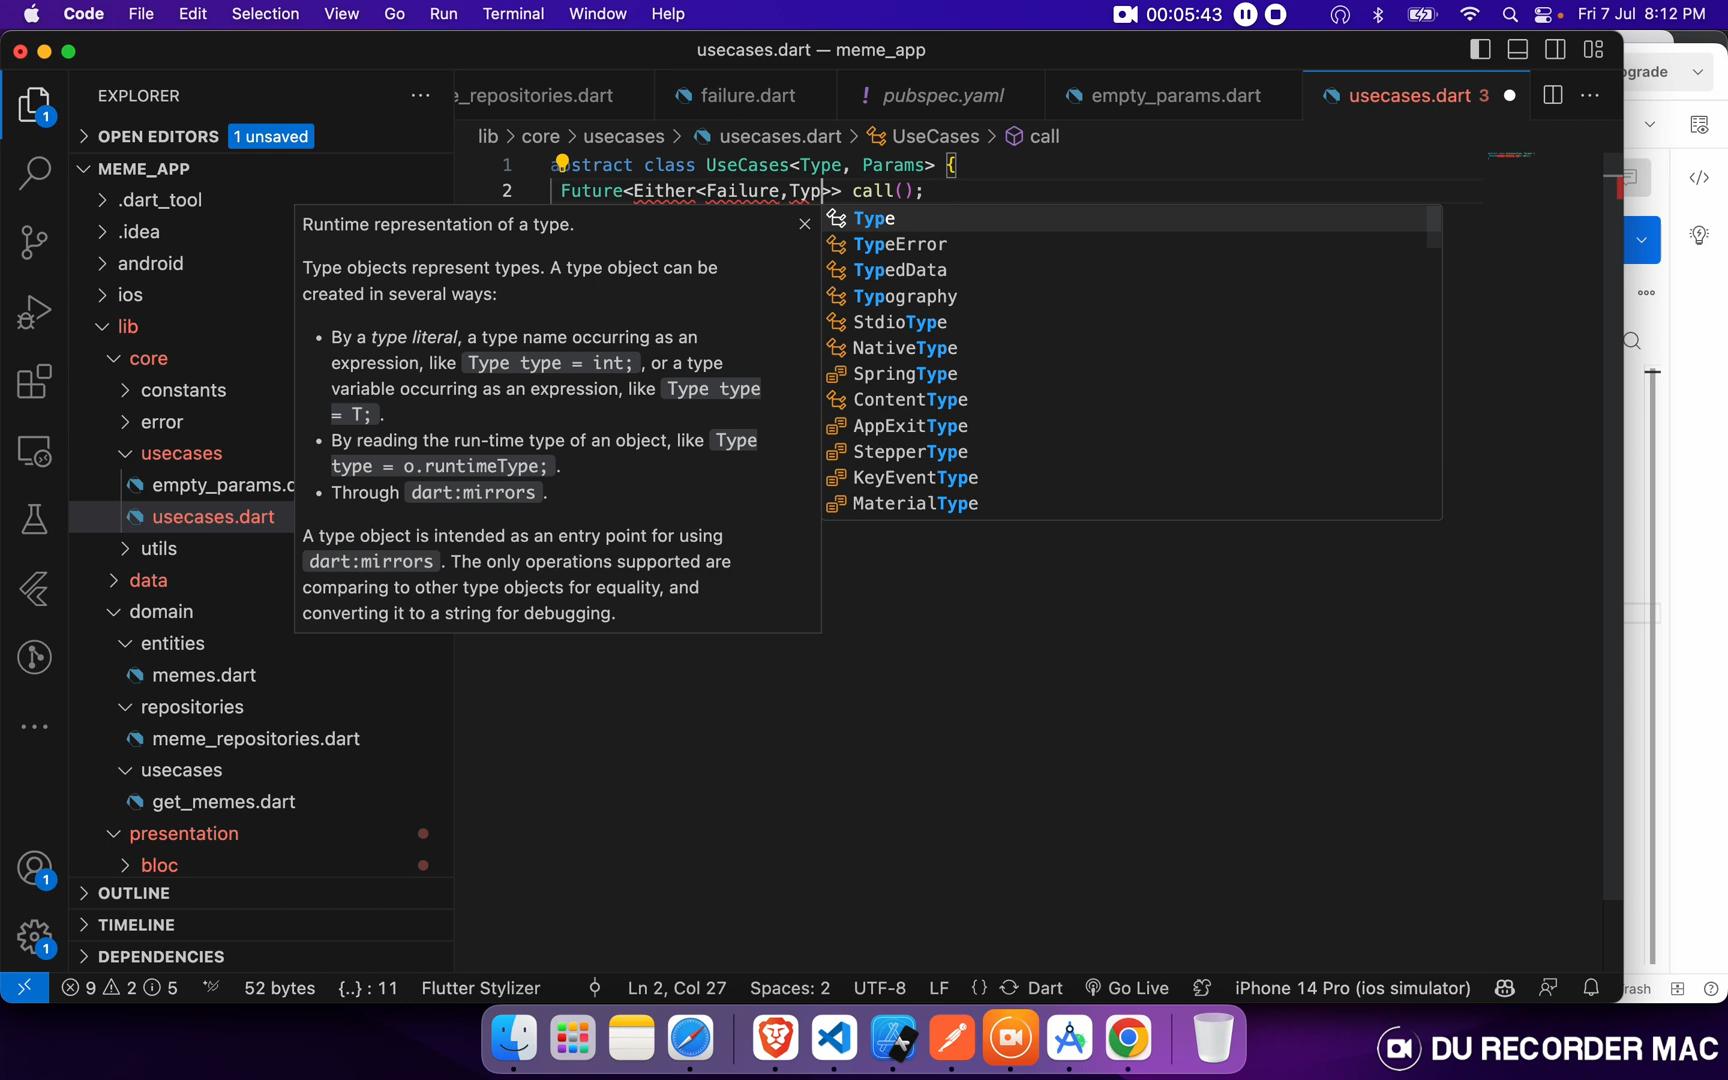 Code File Edit Selection View Go Run Terminal Window Help 00:05:43 Fri 7 Jul 8:12 PM
usecases.dart — meme_app
EXPLORER
e_repositories.dart failure.dart ! pubspec.yaml empty_params.dart usecases.dart 3
OPEN EDITORS 1 unsaved
lib > core > usecases > usecases.dart > UseCases > call
MEME_APP
1 abstract class UseCases<Type, Params> {
2 Future<Either<Failure,Typ>> call();
.dart_tool
.idea
android
ios
lib
core
constants
error
usecases
empty_params.d
usecases.dart
utils
data
domain
entities
memes.dart
repositories
meme_repositories.dart
usecases
get_memes.dart
presentation
bloc
OUTLINE
TIMELINE
DEPENDENCIES
Runtime representation of a type.
Type objects represent types. A type object can be
created in several ways:
• By a type literal, a type name occurring as an
expression, like Type type = int; , or a type
variable occurring as an expression, like Type type
= T; .
• By reading the run-time type of an object, like Type
type = o.runtimeType; .
• Through dart:mirrors .
A type object is intended as an entry point for using
dart:mirrors . The only operations supported are
comparing to other type objects for equality, and
converting it to a string for debugging.
Type
TypeError
TypedData
Typography
StdioType
NativeType
SpringType
ContentType
AppExitType
StepperType
KeyEventType
MaterialType
1
1
1
9 2 5 52 bytes {..} : 11 Flutter Stylizer Ln 2, Col 27 Spaces: 2 UTF-8 LF {} Dart Go Live iPhone 14 Pro (ios simulator)
pgrade
</>
rash
DU RECORDER MAC